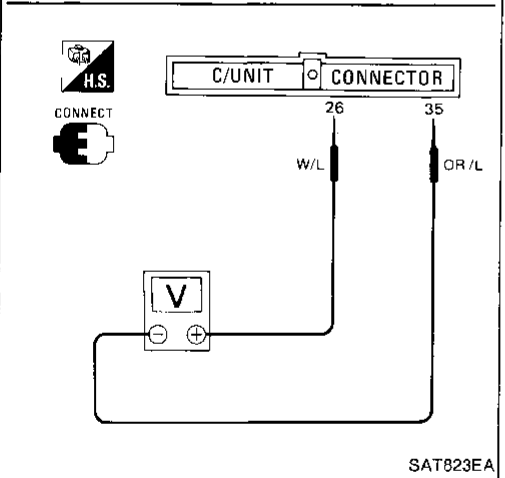 H.S.
C/UNIT CONNECTOR
CONNECT
26 35
W/L OR/L
V
− +
SAT823EA